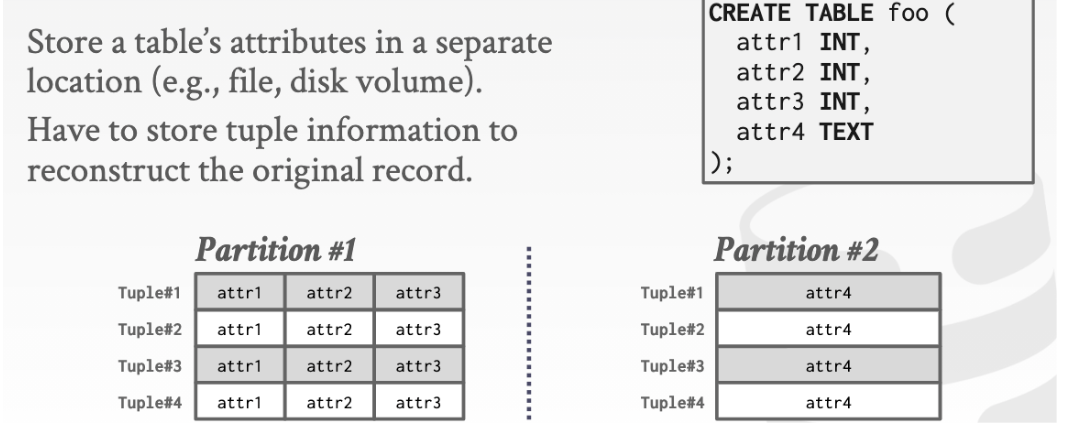 Store a table's attributes in a separate
location (e.g., file, disk volume).
Have to store tuple information to
reconstruct the original record.
CREATE TABLE foo (
attr1 INT,
attr2 INT,
attr3 INT,
attr4 TEXT
);
Partition #1
Tuple#1 attr1 attr2 attr3
Tuple#2 attr1 attr2 attr3
Tuple#3 attr1 attr2 attr3
Tuple#4 attr1 attr2 attr3
Partition #2
Tuple#1 attr4
Tuple#2 attr4
Tuple#3 attr4
Tuple#4 attr4